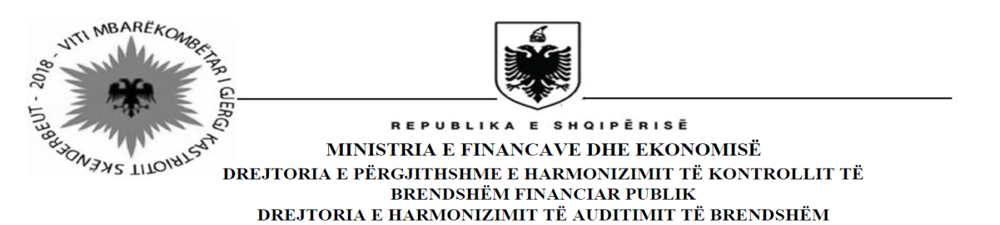 2018 - VITI MBARËKOMBËTAR I GJERGJ KASTRIOTIT SKËNDERBEUT -
REPUBLIKA E SHQIPËRISË
MINISTRIA E FINANCAVE DHE EKONOMISË
DREJTORIA E PËRGJITHSHME E HARMONIZIMIT TË KONTROLLIT TË
BRENDSHËM FINANCIAR PUBLIK
DREJTORIA E HARMONIZIMIT TË AUDITIMIT TË BRENDSHËM